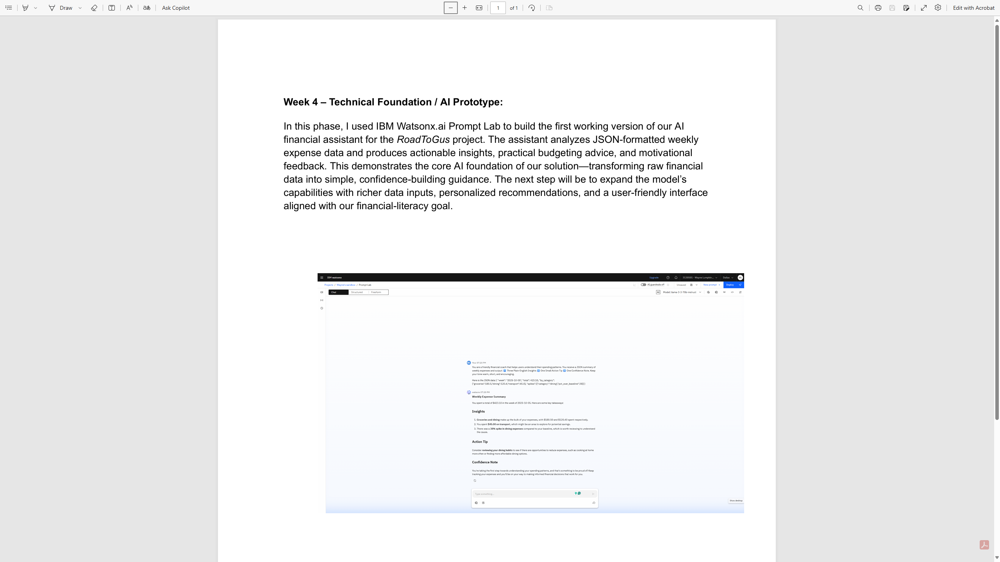 Draw
Ask Copilot
1 of 1
Edit with Acrobat
Week 4 – Technical Foundation / AI Prototype:
In this phase, I used IBM Watsonx.ai Prompt Lab to build the first working version of our AI
financial assistant for the RoadToGus project. The assistant analyzes JSON-formatted weekly
expense data and produces actionable insights, practical budgeting advice, and motivational
feedback. This demonstrates the core AI foundation of our solution—transforming raw financial
data into simple, confidence-building guidance. The next step will be to expand the model’s
capabilities with richer data inputs, personalized recommendations, and a user-friendly interface
aligned with our financial-literacy goal.
IBM watsonx
Upgrade
3138501 - Wayne Lumpkin...
Dallas
WL
Projects / Wayne's sandbox / Prompt Lab
AI guardrails off
Unsaved
New prompt +
Deploy
Chat
Structured
Freeform
AI
Model: llama-3-3-70b-instruct
WL
You: 07:20 PM
You are a friendly financial coach that helps users understand their spending patterns. You receive a JSON summary of
weekly expenses and output: 1 Three Plain-English Insights 2 One Small Action Tip 3 One Confidence Note. Keep
your tone warm, short, and encouraging.
Here is the JSON data: { "week": "2025-10-05", "total": 423.10, "by_category":
{"groceries":180.5,"dining":120.4,"transport":45.0}, "spikes":[{"category":"dining","pct_over_baseline":38}] }
watsonx 07:20 PM
Weekly Expense Summary
You spent a total of $423.10 in the week of 2025-10-05. Here are some key takeaways:
Insights
1. Groceries and dining make up the bulk of your expenses, with $180.50 and $120.40 spent respectively.
2. You spent $45.00 on transport, which might be an area to explore for potential savings.
3. There was a 38% spike in dining expenses compared to your baseline, which is worth reviewing to understand
the cause.
Action Tip
Consider reviewing your dining habits to see if there are opportunities to reduce expenses, such as cooking at home
more often or finding more affordable dining options.
Confidence Note
You're taking the first step towards understanding your spending patterns, and that's something to be proud of! Keep
tracking your expenses and you'll be on your way to making informed financial decisions that work for you.
Type something...
Show desktop